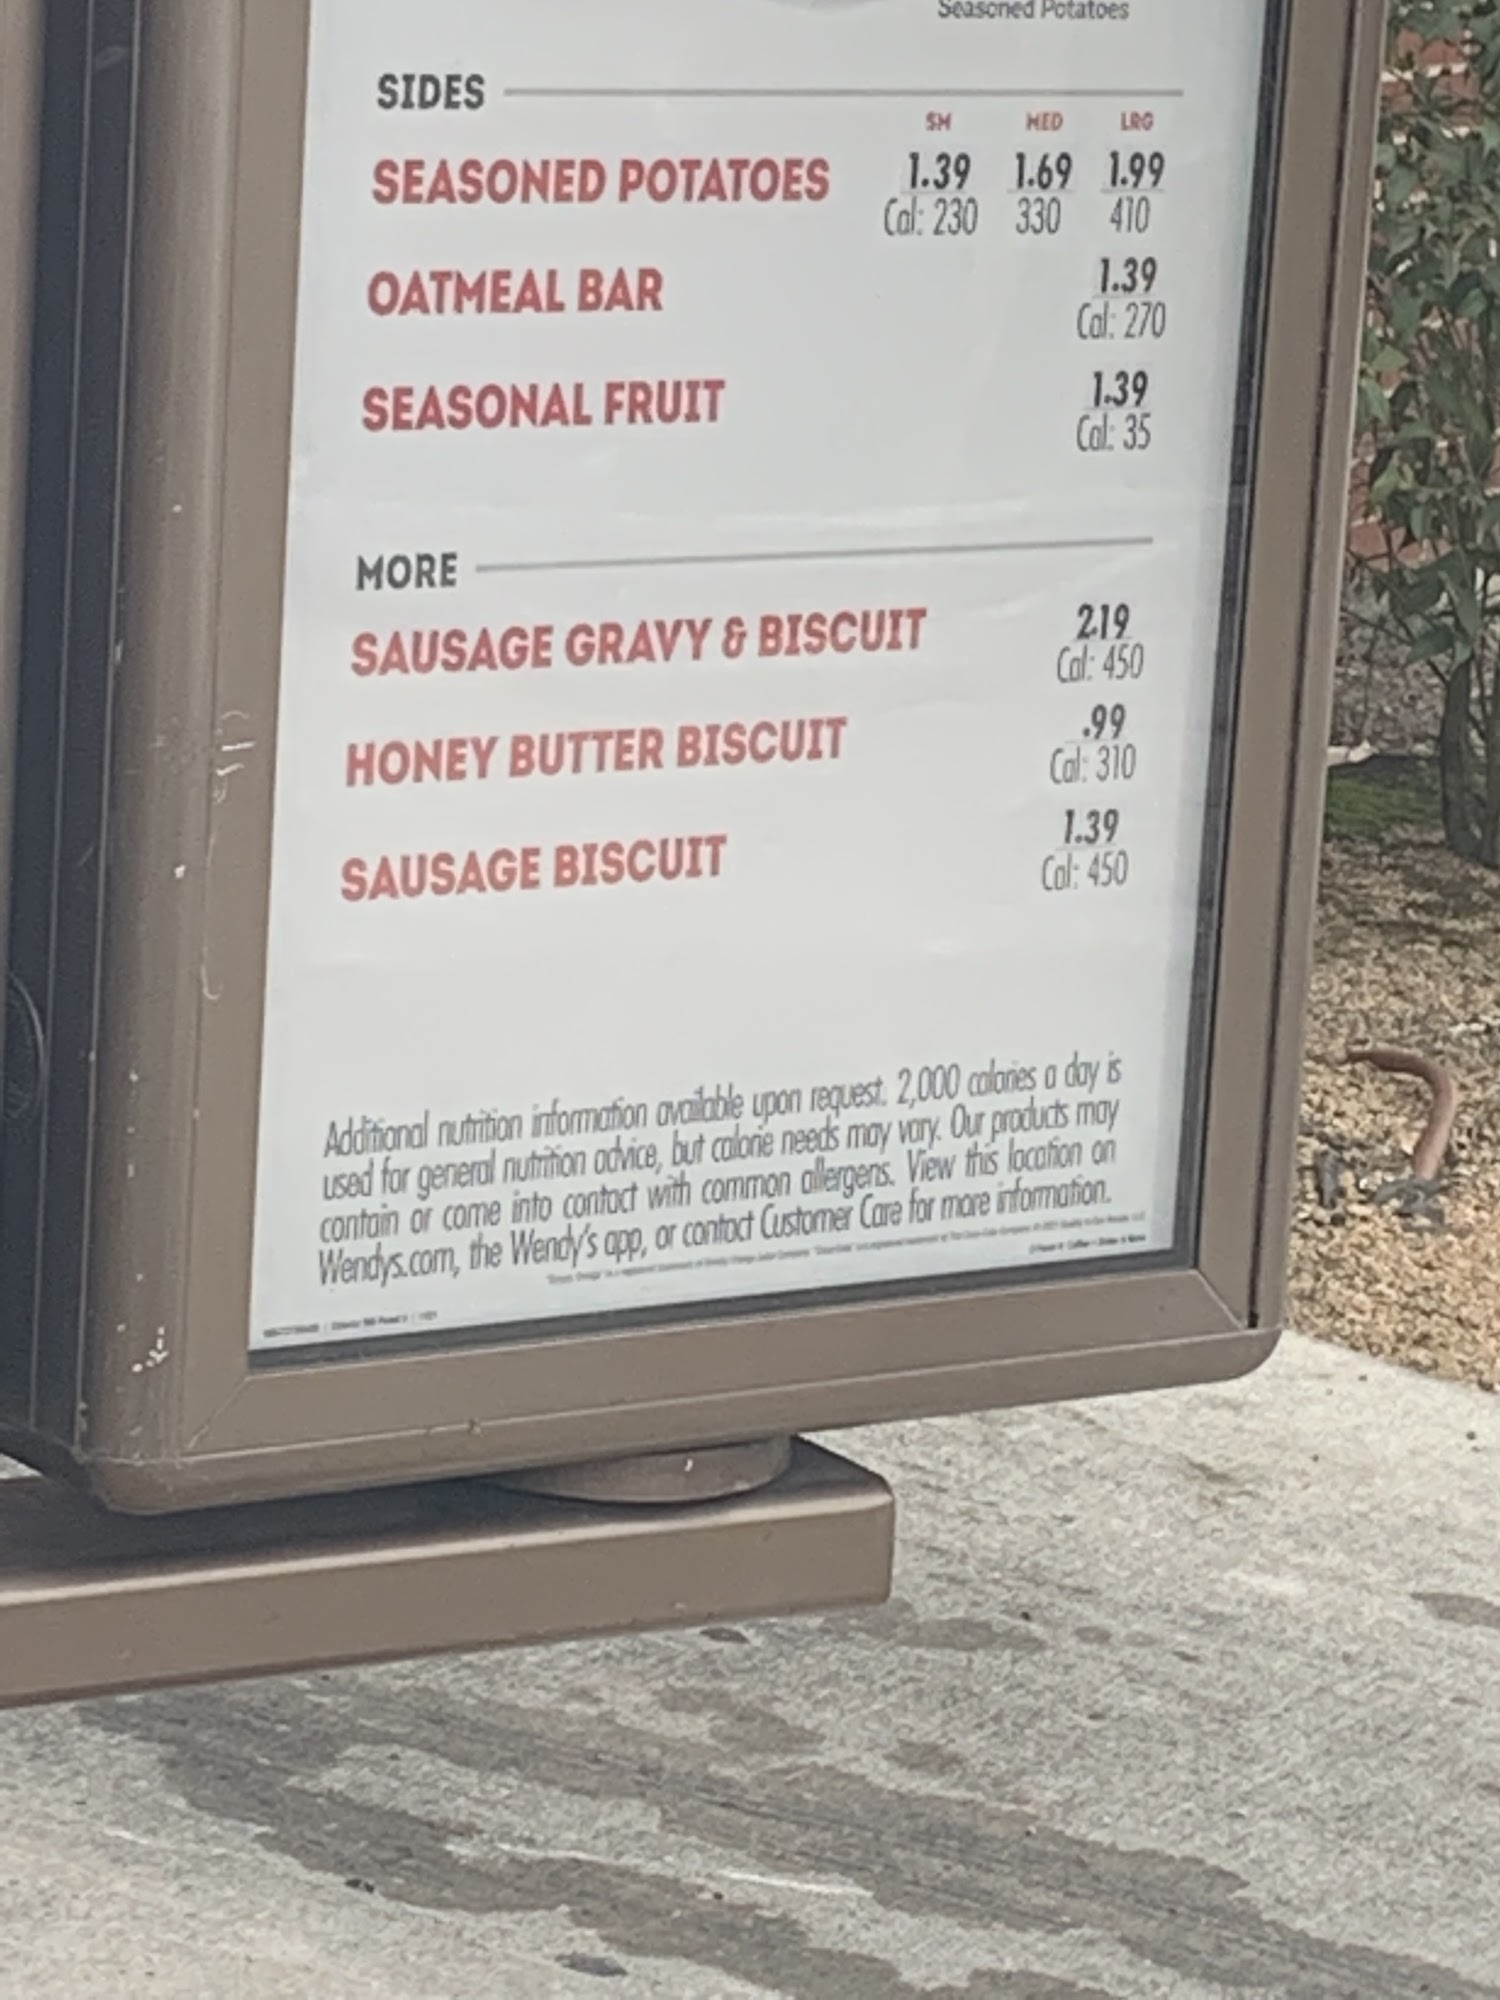 Seasoned Potatoes
SIDES
SM MED LRG
SEASONED POTATOES 1.39 1.69 1.99
Cal: 230 330 410
OATMEAL BAR 1.39
Cal: 270
SEASONAL FRUIT 1.39
Cal: 35
MORE
SAUSAGE GRAVY & BISCUIT 2.19
Cal: 450
HONEY BUTTER BISCUIT .99
Cal: 310
SAUSAGE BISCUIT 1.39
Cal: 450
Additional nutrition information available upon request. 2,000 calories a day is
used for general nutrition advice, but calorie needs may vary. Our products may
contain or come into contact with common allergens. View this location on
Wendys.com, the Wendy's app, or contact Customer Care for more information.